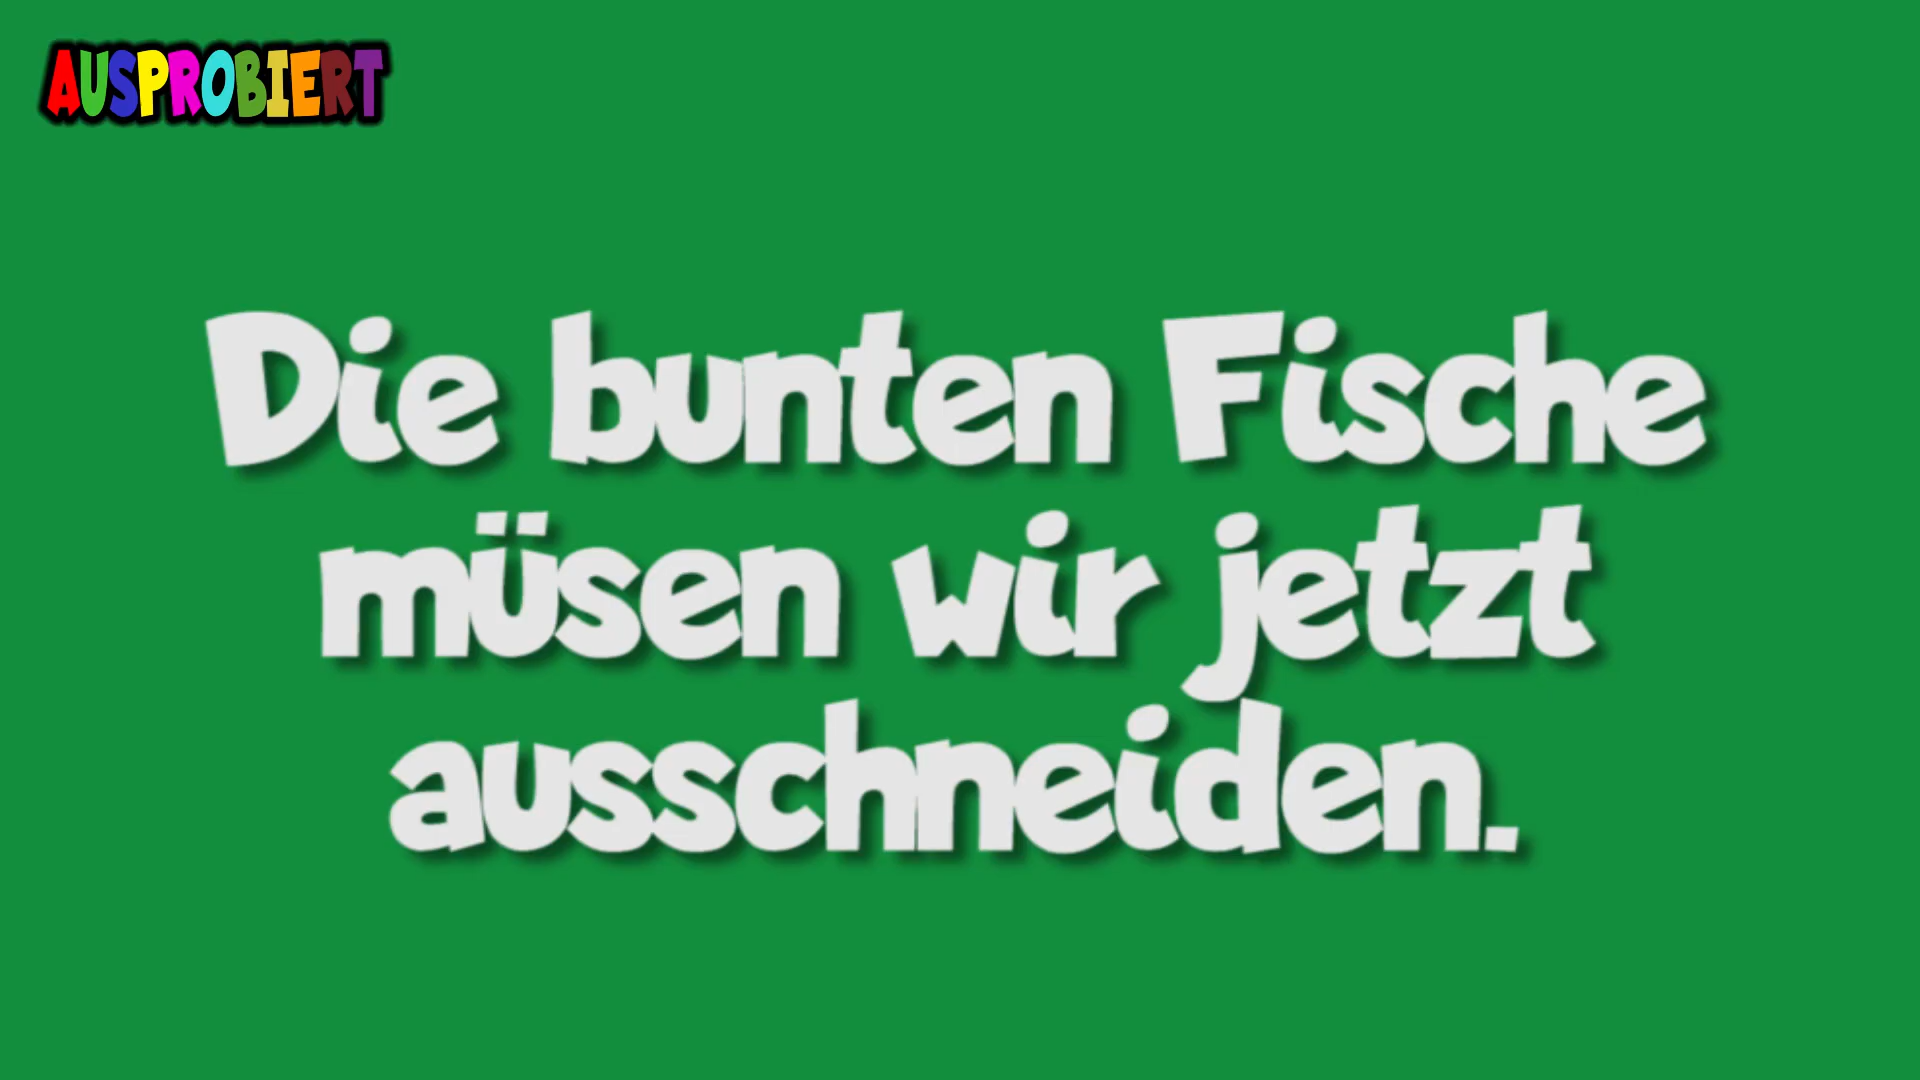 AUSPROBIERT
Die bunten Fische
müsen wir jetzt
ausschneiden.